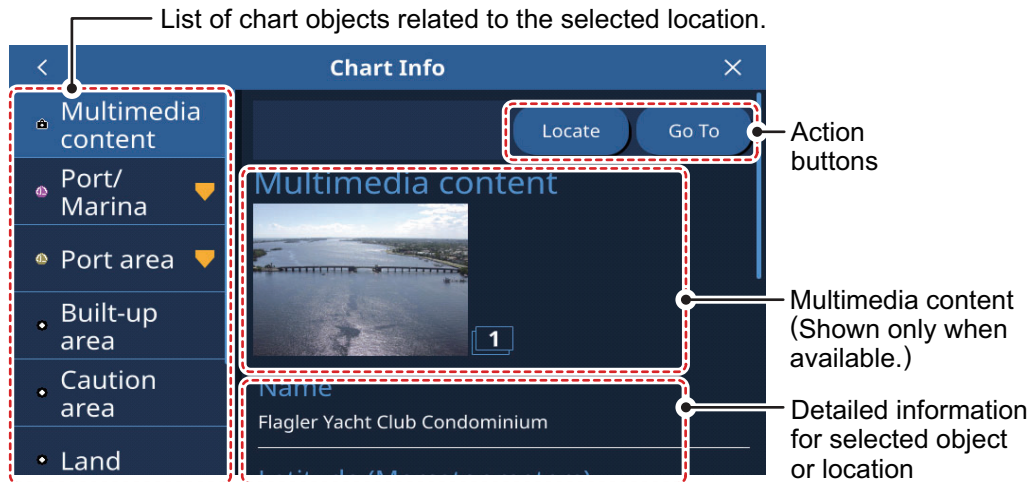 List of chart objects related to the selected location.
Chart Info
Multimedia
content
Port/
Marina
Port area
Built-up
area
Caution
area
Land
Locate
Go To
Action
buttons
Multimedia content
1
Multimedia content
(Shown only when
available.)
Name
Flagler Yacht Club Condominium
Detailed information
for selected object
or location